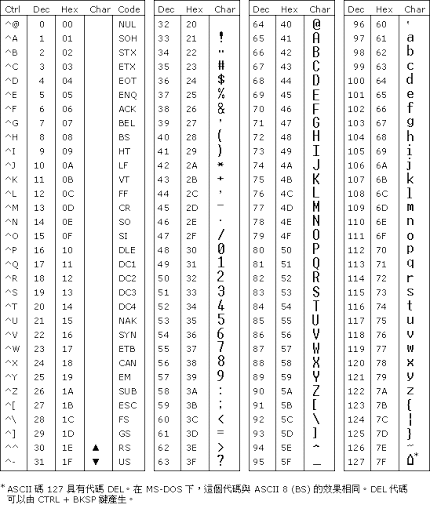 Ctrl Dec Hex Char Code Dec Hex Char Dec Hex Char Dec Hex Char
^@ 0 00 NUL 32 20 64 40 @ 96 60 `
^A 1 01 SOH 33 21 ! 65 41 A 97 61 a
^B 2 02 STX 34 22 " 66 42 B 98 62 b
^C 3 03 ETX 35 23 # 67 43 C 99 63 c
^D 4 04 EOT 36 24 $ 68 44 D 100 64 d
^E 5 05 ENQ 37 25 % 69 45 E 101 65 e
^F 6 06 ACK 38 26 & 70 46 F 102 66 f
^G 7 07 BEL 39 27 ' 71 47 G 103 67 g
^H 8 08 BS 40 28 ( 72 48 H 104 68 h
^I 9 09 HT 41 29 ) 73 49 I 105 69 i
^J 10 0A LF 42 2A * 74 4A J 106 6A j
^K 11 0B VT 43 2B + 75 4B K 107 6B k
^L 12 0C FF 44 2C , 76 4C L 108 6C l
^M 13 0D CR 45 2D - 77 4D M 109 6D m
^N 14 0E SO 46 2E . 78 4E N 110 6E n
^O 15 0F SI 47 2F / 79 4F O 111 6F o
^P 16 10 DLE 48 30 0 80 50 P 112 70 p
^Q 17 11 DC1 49 31 1 81 51 Q 113 71 q
^R 18 12 DC2 50 32 2 82 52 R 114 72 r
^S 19 13 DC3 51 33 3 83 53 S 115 73 s
^T 20 14 DC4 52 34 4 84 54 T 116 74 t
^U 21 15 NAK 53 35 5 85 55 U 117 75 u
^V 22 16 SYN 54 36 6 86 56 V 118 76 v
^W 23 17 ETB 55 37 7 87 57 W 119 77 w
^X 24 18 CAN 56 38 8 88 58 X 120 78 x
^Y 25 19 EM 57 39 9 89 59 Y 121 79 y
^Z 26 1A SUB 58 3A : 90 5A Z 122 7A z
^[ 27 1B ESC 59 3B ; 91 5B [ 123 7B {
^\ 28 1C FS 60 3C < 92 5C \ 124 7C ¦
^] 29 1D GS 61 3D = 93 5D ] 125 7D }
^^ 30 1E ▲ RS 62 3E > 94 5E ^ 126 7E ~
^- 31 1F ▼ US 63 3F ? 95 5F _ 127 7F ⌂*
* ASCII 碼 127 具有代碼 DEL。在 MS-DOS 下，這個代碼與 ASCII 8 (BS) 的效果相同。DEL 代碼
可以由 CTRL + BKSP 鍵產生。